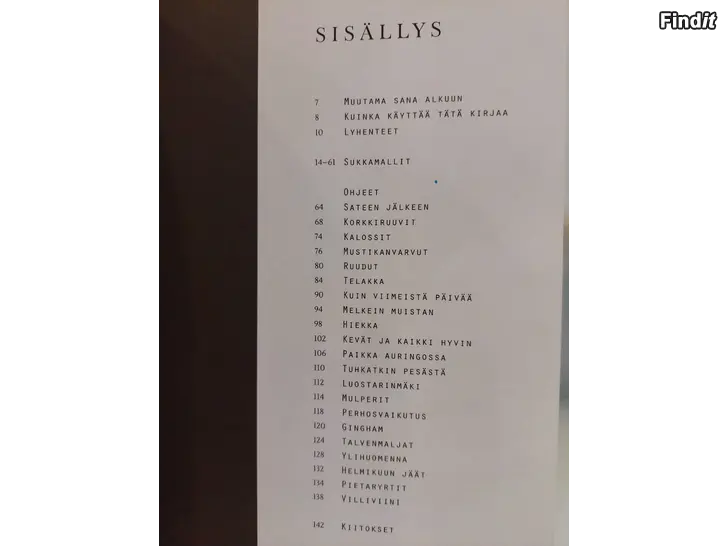 Findit
SISÄLLYS
7 MUUTAMA SANA ALKUUN
8 KUINKA KÄYTTÄÄ TÄTÄ KIRJAA
10 LYHENTEET
14–61 SUKKAMALLIT
OHJEET
64 SATEEN JÄLKEEN
68 KORKKIRUUVIT
74 KALOSSIT
76 MUSTIKANVARVUT
80 RUUDUT
84 TELAKKA
90 KUIN VIIMEISTÄ PÄIVÄÄ
94 MELKEIN MUISTAN
98 HIEKKA
102 KEVÄT JA KAIKKI HYVIN
106 PAIKKA AURINGOSSA
110 TUHKATKIN PESÄSTÄ
112 LUOSTARINMÄKI
114 MULPERIT
118 PERHOSVAIKUTUS
120 GINGHAM
124 TALVENMALJAT
128 YLIHUOMENNA
132 HELMIKUUN JÄÄT
134 PIETARYRTIT
138 VILLIVIINI
142 KIITOKSET